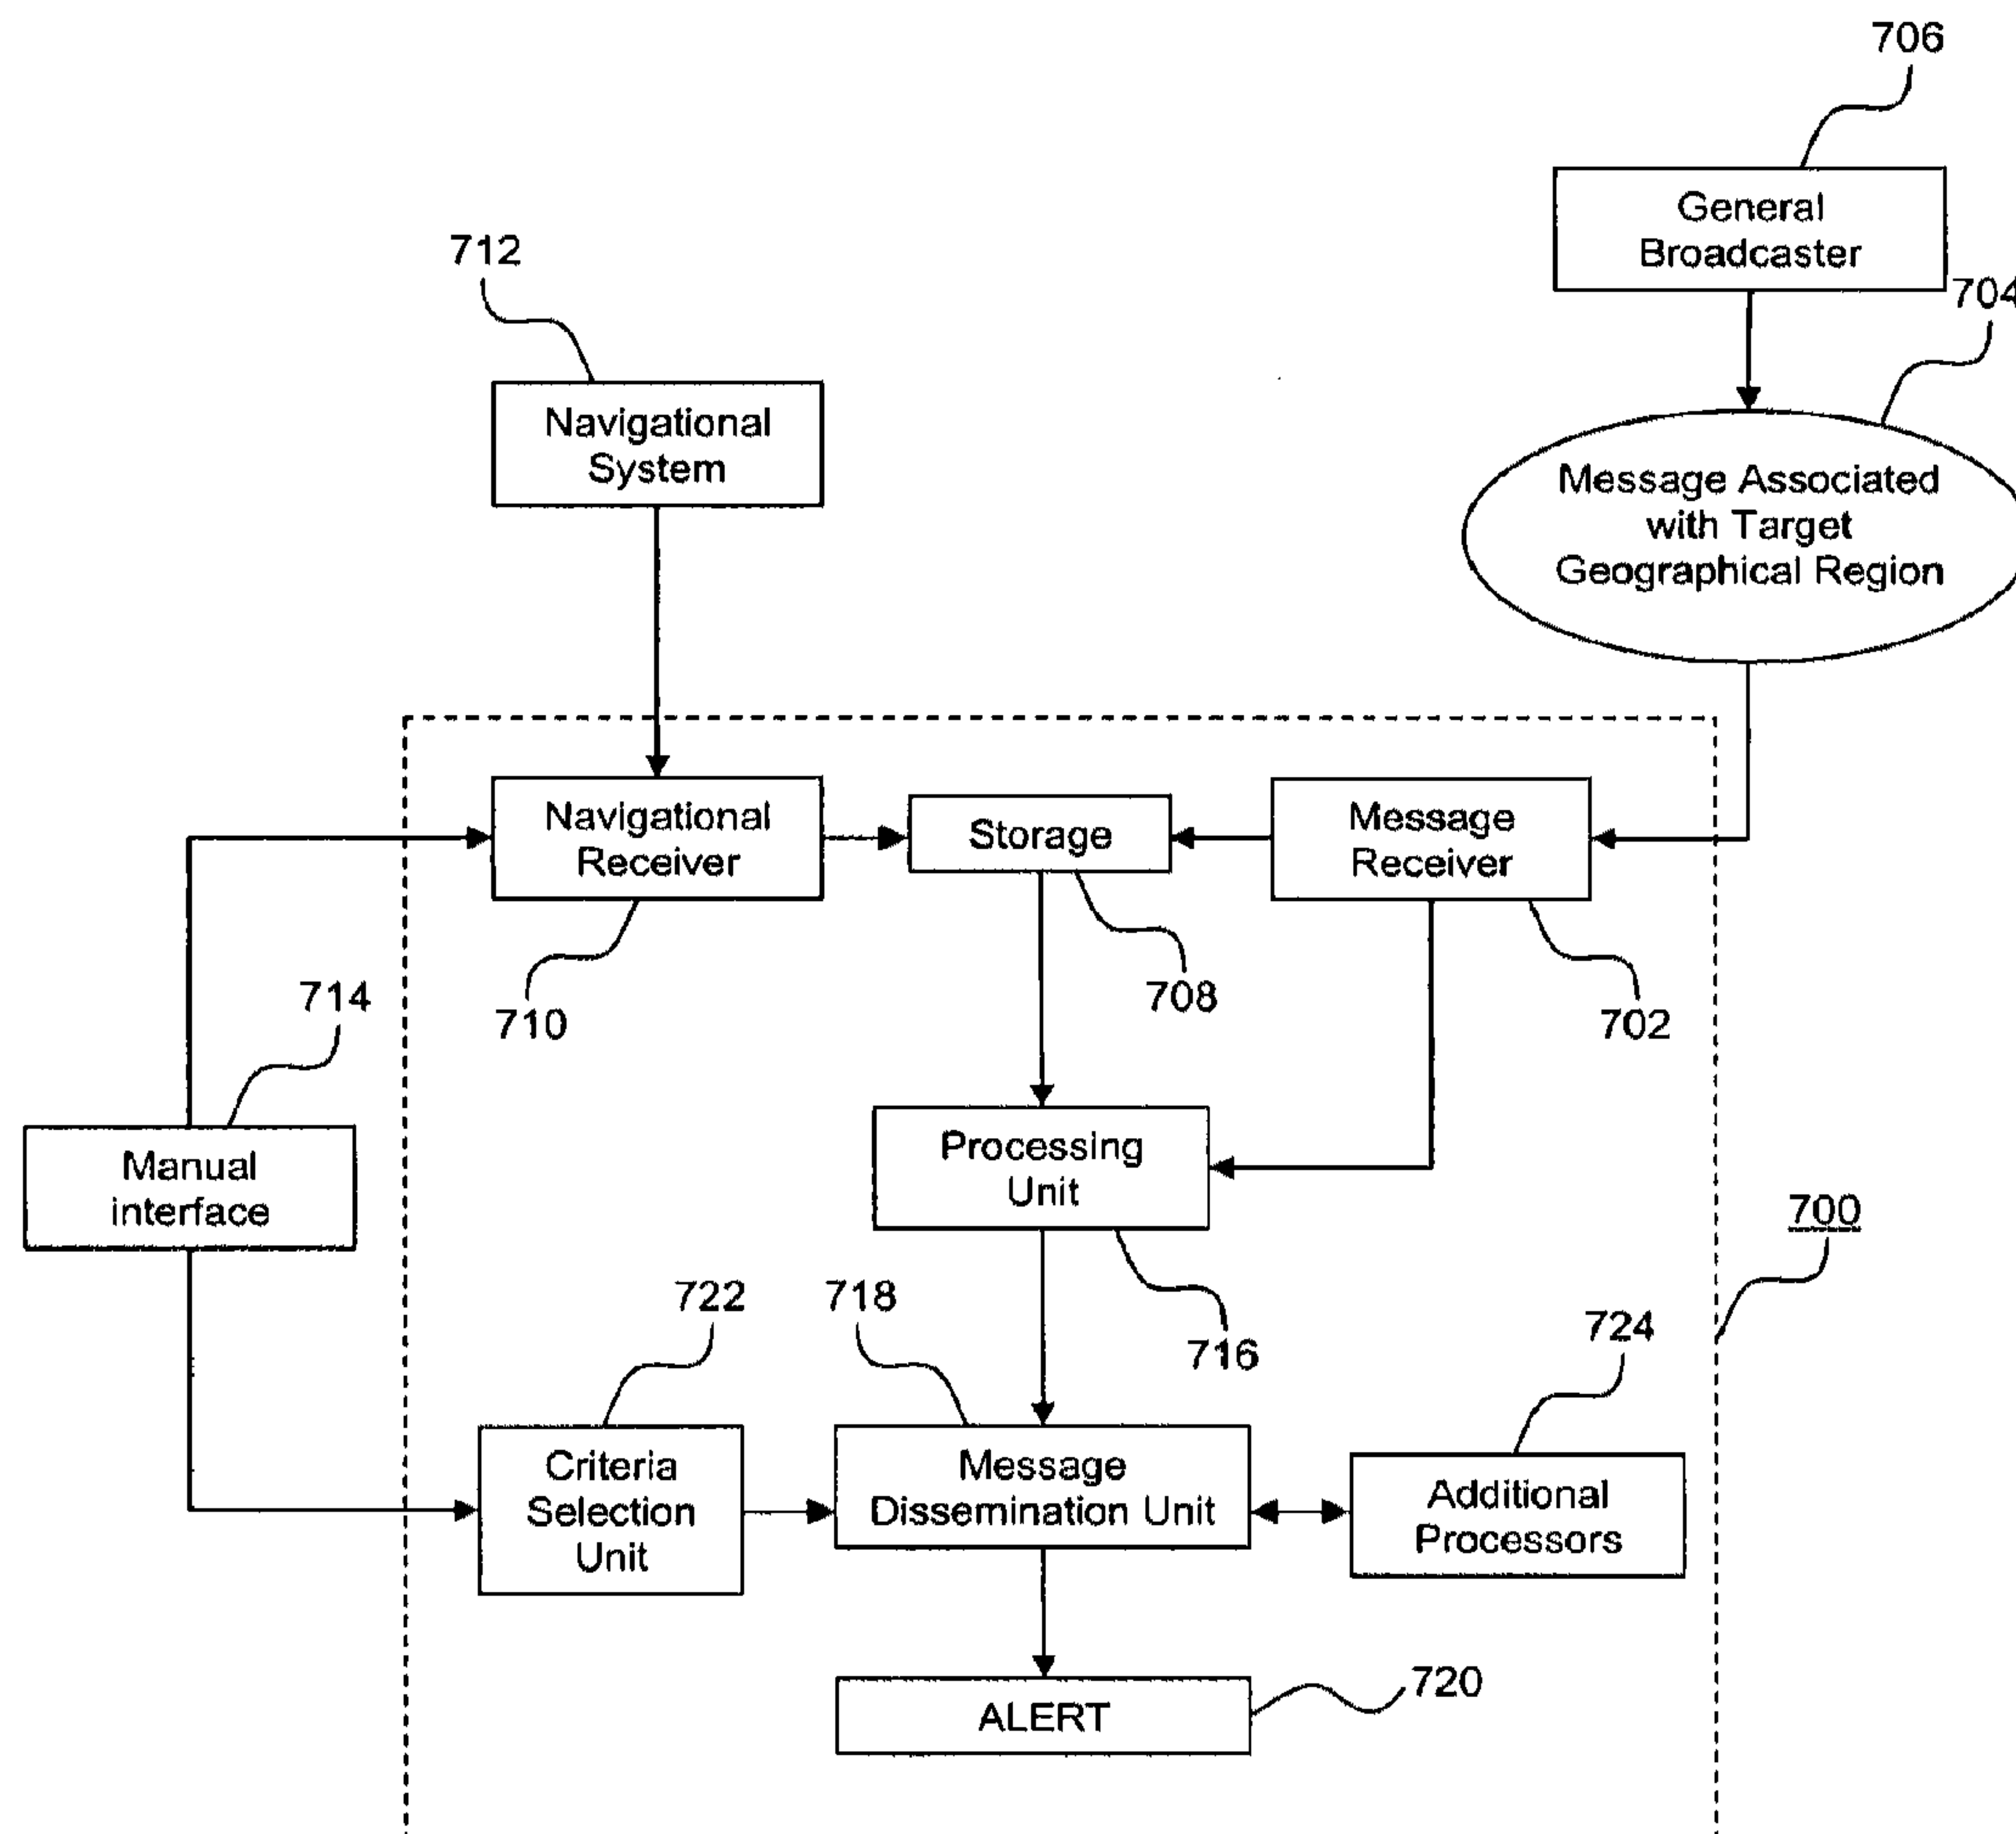 706
General
Broadcaster
704
712
Navigational
System
Message Associated
with Target
Geographical Region
Navigational
Receiver
Storage
Message
Receiver
710
708
702
714
Manual
interface
Processing
Unit
700
716
722
718
724
Criteria
Selection
Unit
Message
Dissemination Unit
Additional
Processors
ALERT
720